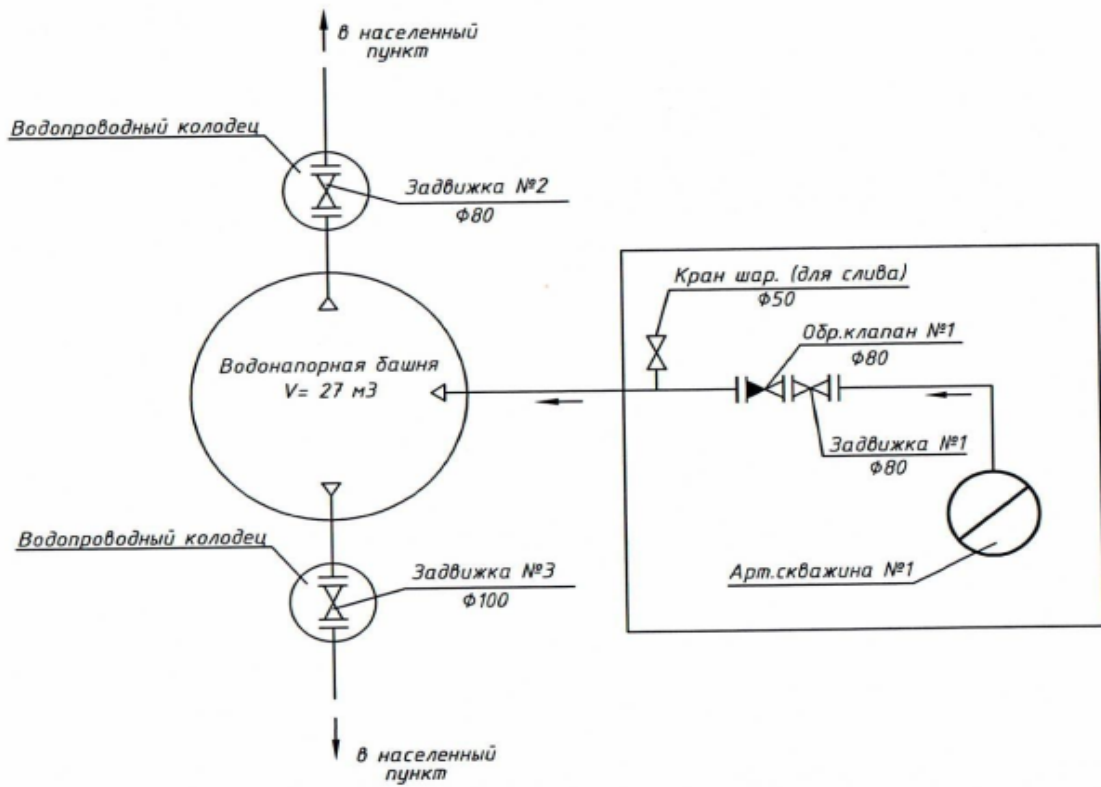 в населенный
пункт
Водопроводный колодец
Задвижка №2
Ф80
Кран шар. (для слива)
Ф50
Обр.клапан №1
Ф80
Водонапорная башня
V= 27 м3
Задвижка №1
Ф80
Водопроводный колодец
Задвижка №3
Ф100
Арт.скважина №1
в населенный
пункт